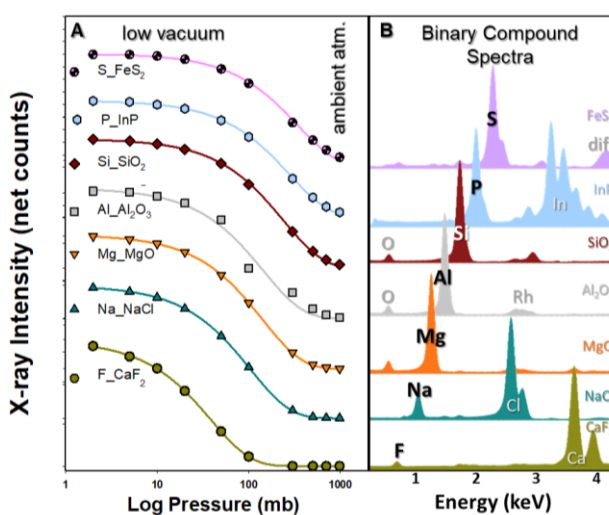 A low vacuum
ambient atm.
S_FeS2
P_InP
Si_SiO2
Al_Al2O3
Mg_MgO
Na_NaCl
F_CaF2
X-ray Intensity (net counts)
1 10 100 1000
Log Pressure (mb)
B Binary Compound
Spectra
FeS
S
dif
InI
P
In
SiO
O
Si
Al2O
Al
O
Rh
MgO
Mg
NaC
Na
Cl
CaF
F
Ca
1 2 3 4
Energy (keV)